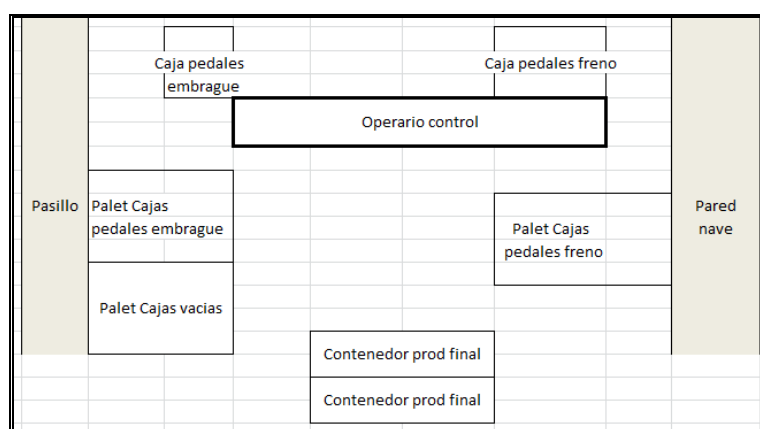 Caja pedales
embrague
Caja pedales freno
Operario control
Pasillo
Palet Cajas
pedales embrague
Palet Cajas
pedales freno
Pared
nave
Palet Cajas vacias
Contenedor prod final
Contenedor prod final